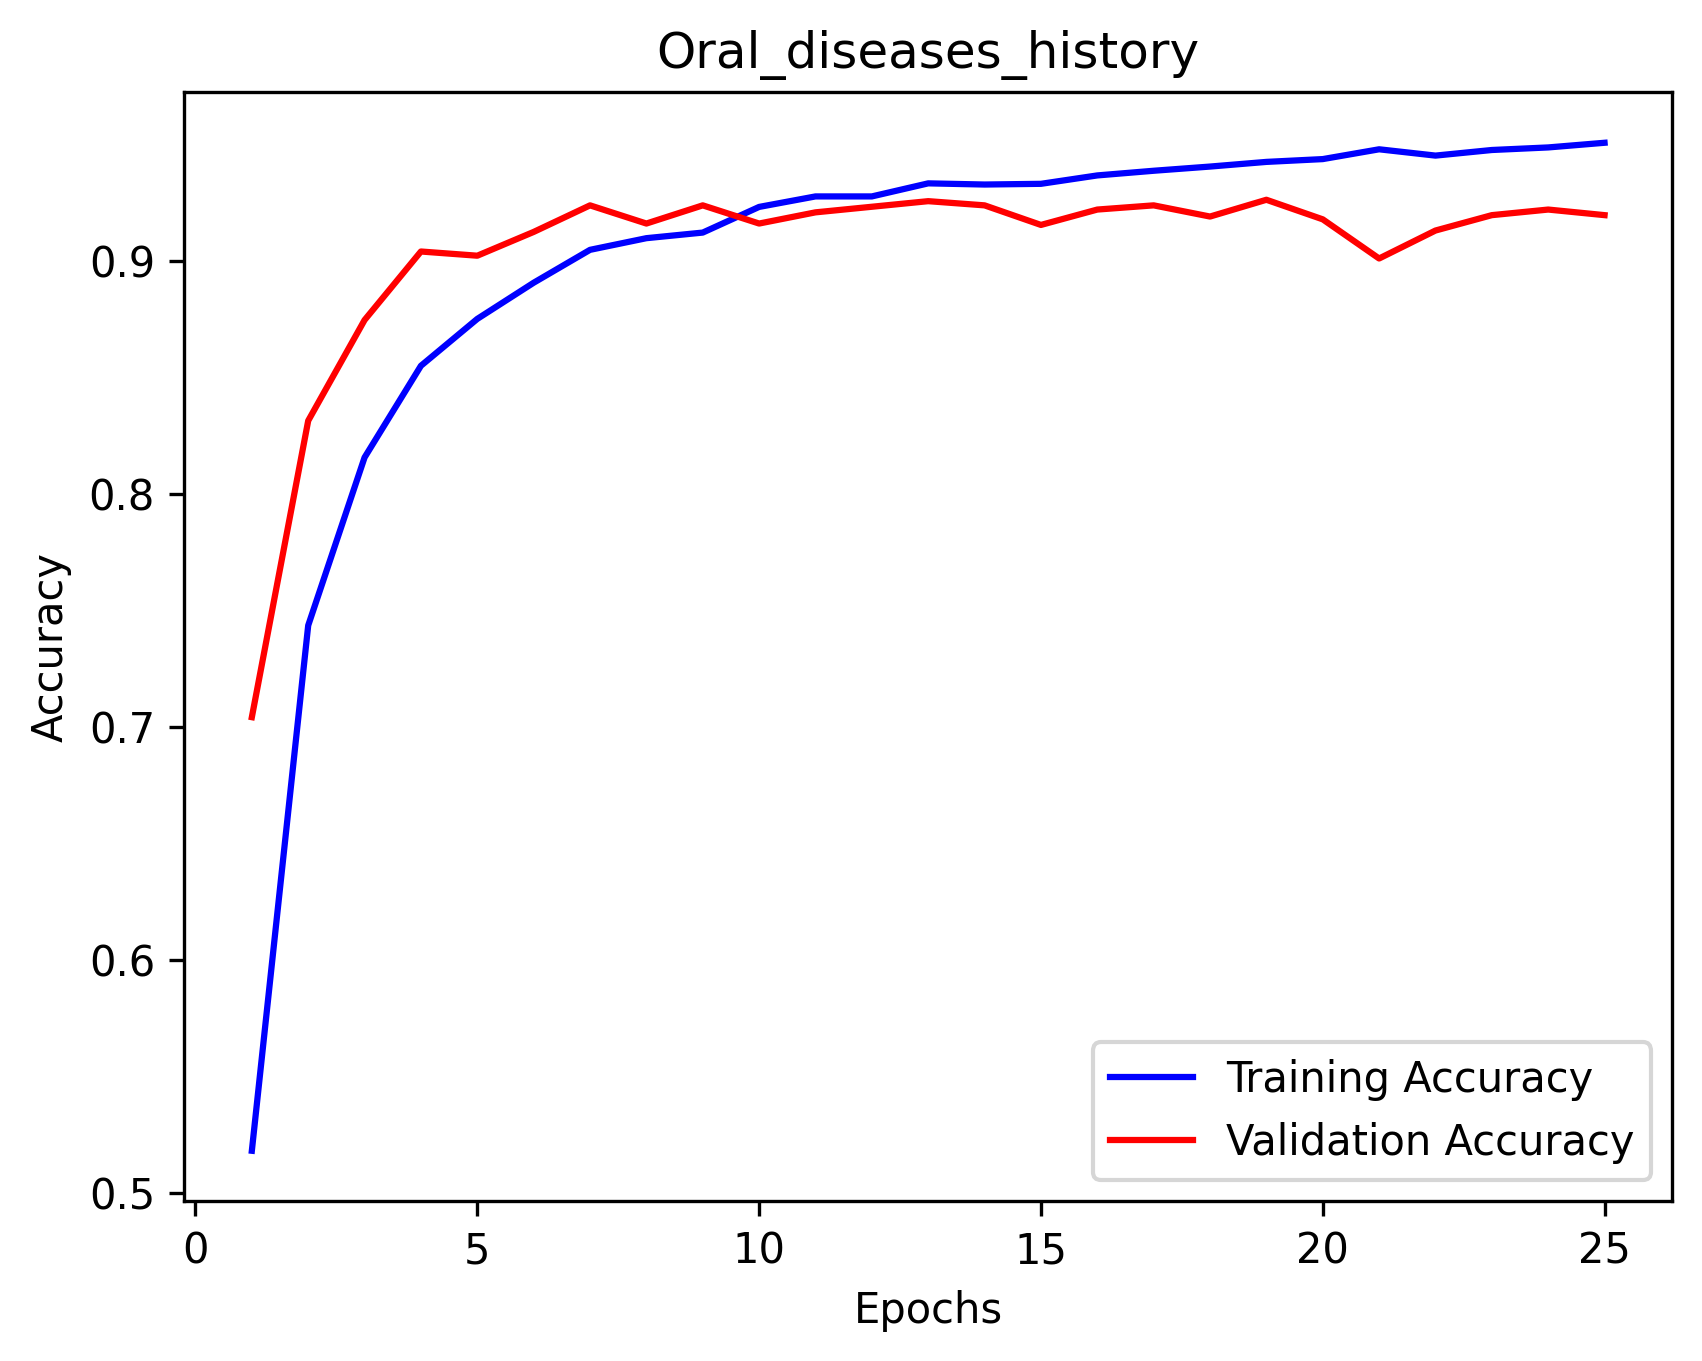 Oral_diseases_history
Accuracy
0.9
0.8
0.7
0.6
0.5
Training Accuracy
Validation Accuracy
0 5 10 15 20 25
Epochs